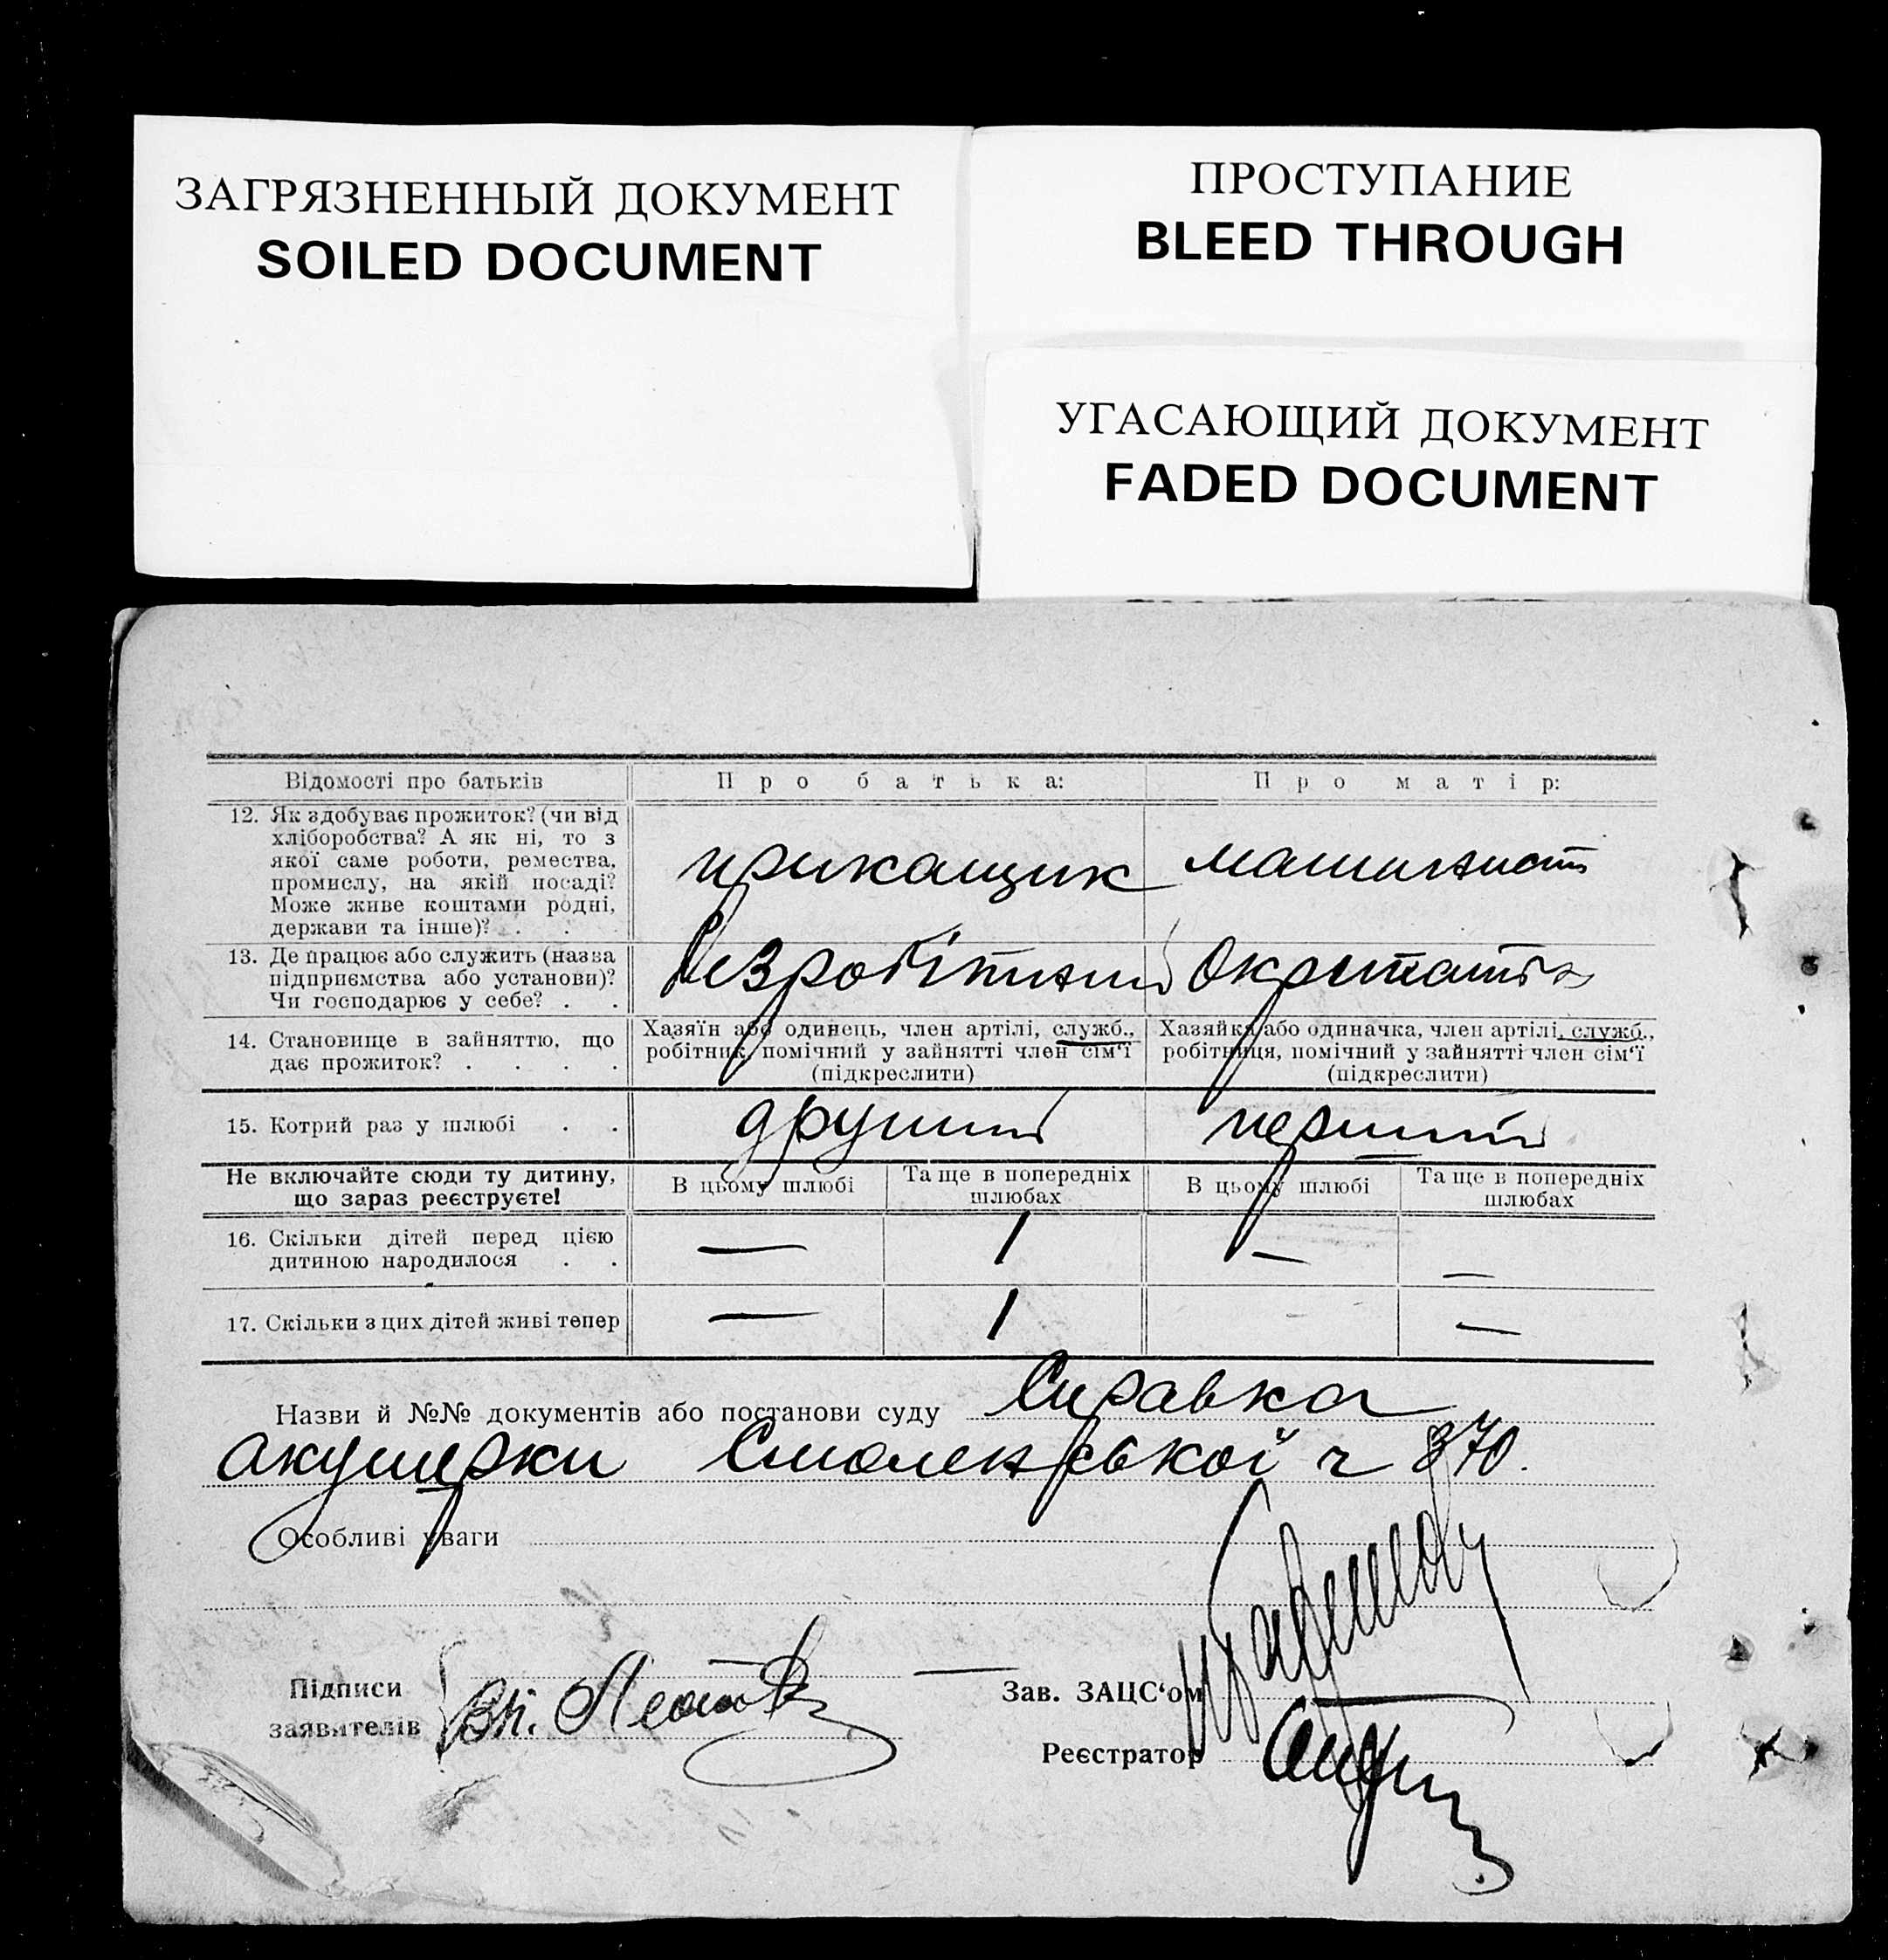 ЗАГРЯЗНЕННЫЙ ДОКУМЕНТ
SOILED DOCUMENT
ПРОСТУПАНИЕ
BLEED THROUGH
УГАСАЮЩИЙ ДОКУМЕНТ
FADED DOCUMENT
Відомості про батьків
Про батька:
Про матір:
12. Як здобуває прожиток? (чи від
хліборобства? А як ні, то з
якої саме роботи, ремества,
промислу, на якій посаді?
Може живе коштами родні,
держави та інше)? . .
прикащик
машиніст
13. Де працює або служить (назва
підприємства або установи)?
Чи господарює у себе? . .
безробітний
14. Становище в зайняттю, що
дає прожиток? . . . .
Хазяїн або одинець, член артілі, служб.,
робітник, помічний у зайнятті член сім'ї
(підкреслити)
Хазяйка або одиначка, член артілі, служб.,
робітниця, помічний у зайнятті член сім'ї
(підкреслити)
15. Котрий раз у шлюбі . .
другий
перший
Не включайте сюди ту дитину,
що зараз реєструєте!
В цьому шлюбі
Та ще в попередніх
шлюбах
В цьому шлюбі
Та ще в попередніх
шлюбах
16. Скільки дітей перед цією
дитиною народилося . .
— 1 — —
17. Скільки з цих дітей живі тепер
— 1 - —
Назви й №№ документів або постанови суду Справка
акушерки Смоленської ч 370.
Особливі уваги
Підписи
заявителів
Зав. ЗАЦС'ом
Реєстратор